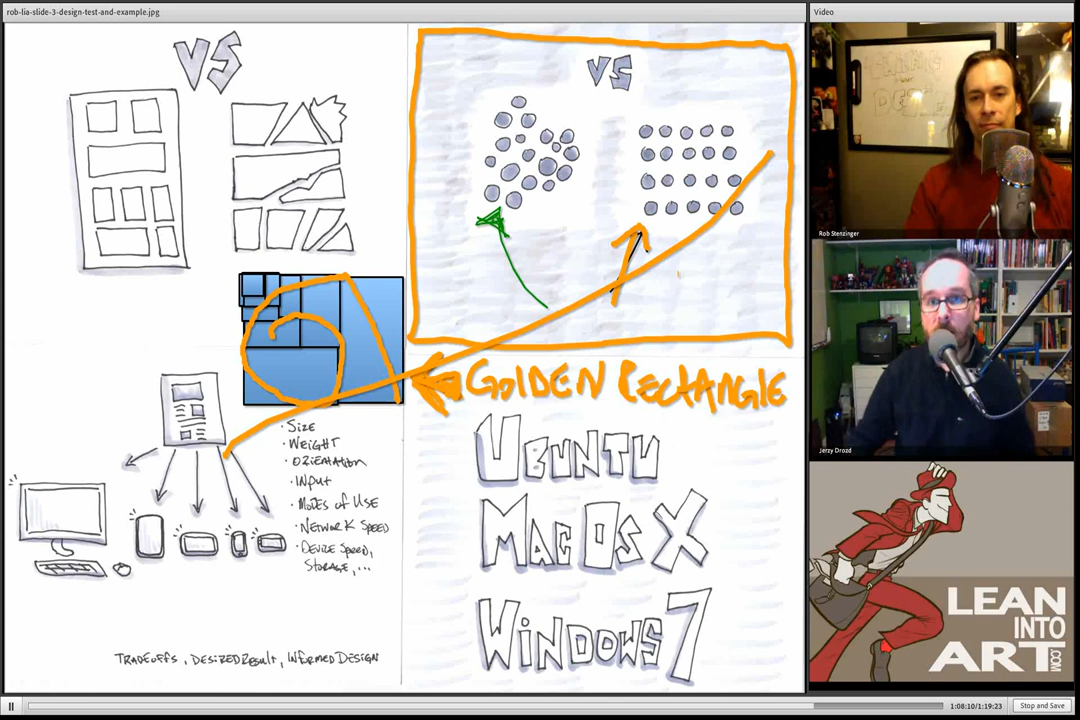 rob-lia-slide-3-design-test-and-example.jpg
Video
VS
VS
GOLDEN RECTANGLE
• SIZE
• WEIGHT
• ORIENTATION
• INPUT
• MODES OF USE
• NETWORK SPEED
• DEVICE SPEED,
STORAGE, ...
UBUNTU
MAC OS X
WINDOWS 7
TRADEOFFS, DESIRED RESULT, INFORMED DESIGN
Rob Stenzinger
Jerzy Drozd
LEAN
INTO
ART.COM
1:08:10/1:19:23
Stop and Save